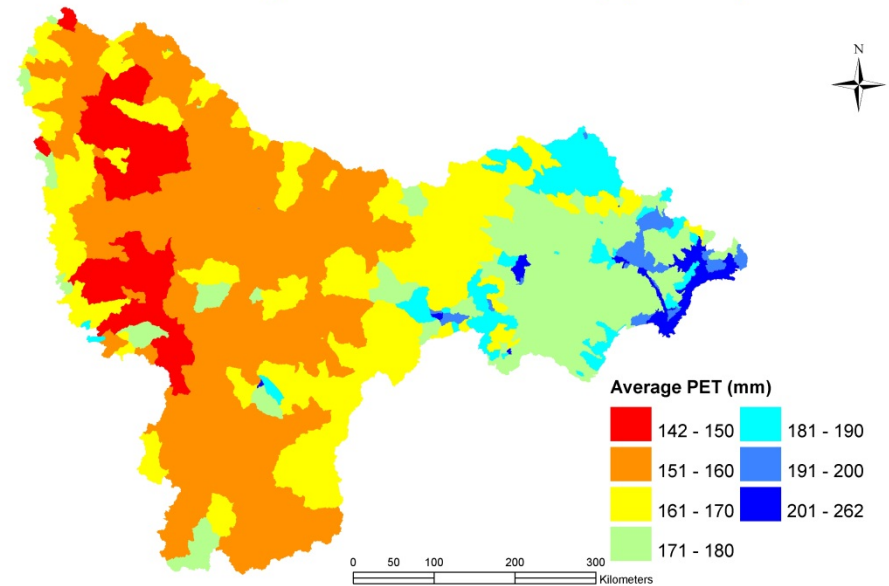 N
Average PET (mm)
142 - 150 181 - 190
151 - 160 191 - 200
161 - 170 201 - 262
171 - 180
0 50 100 200 300
Kilometers